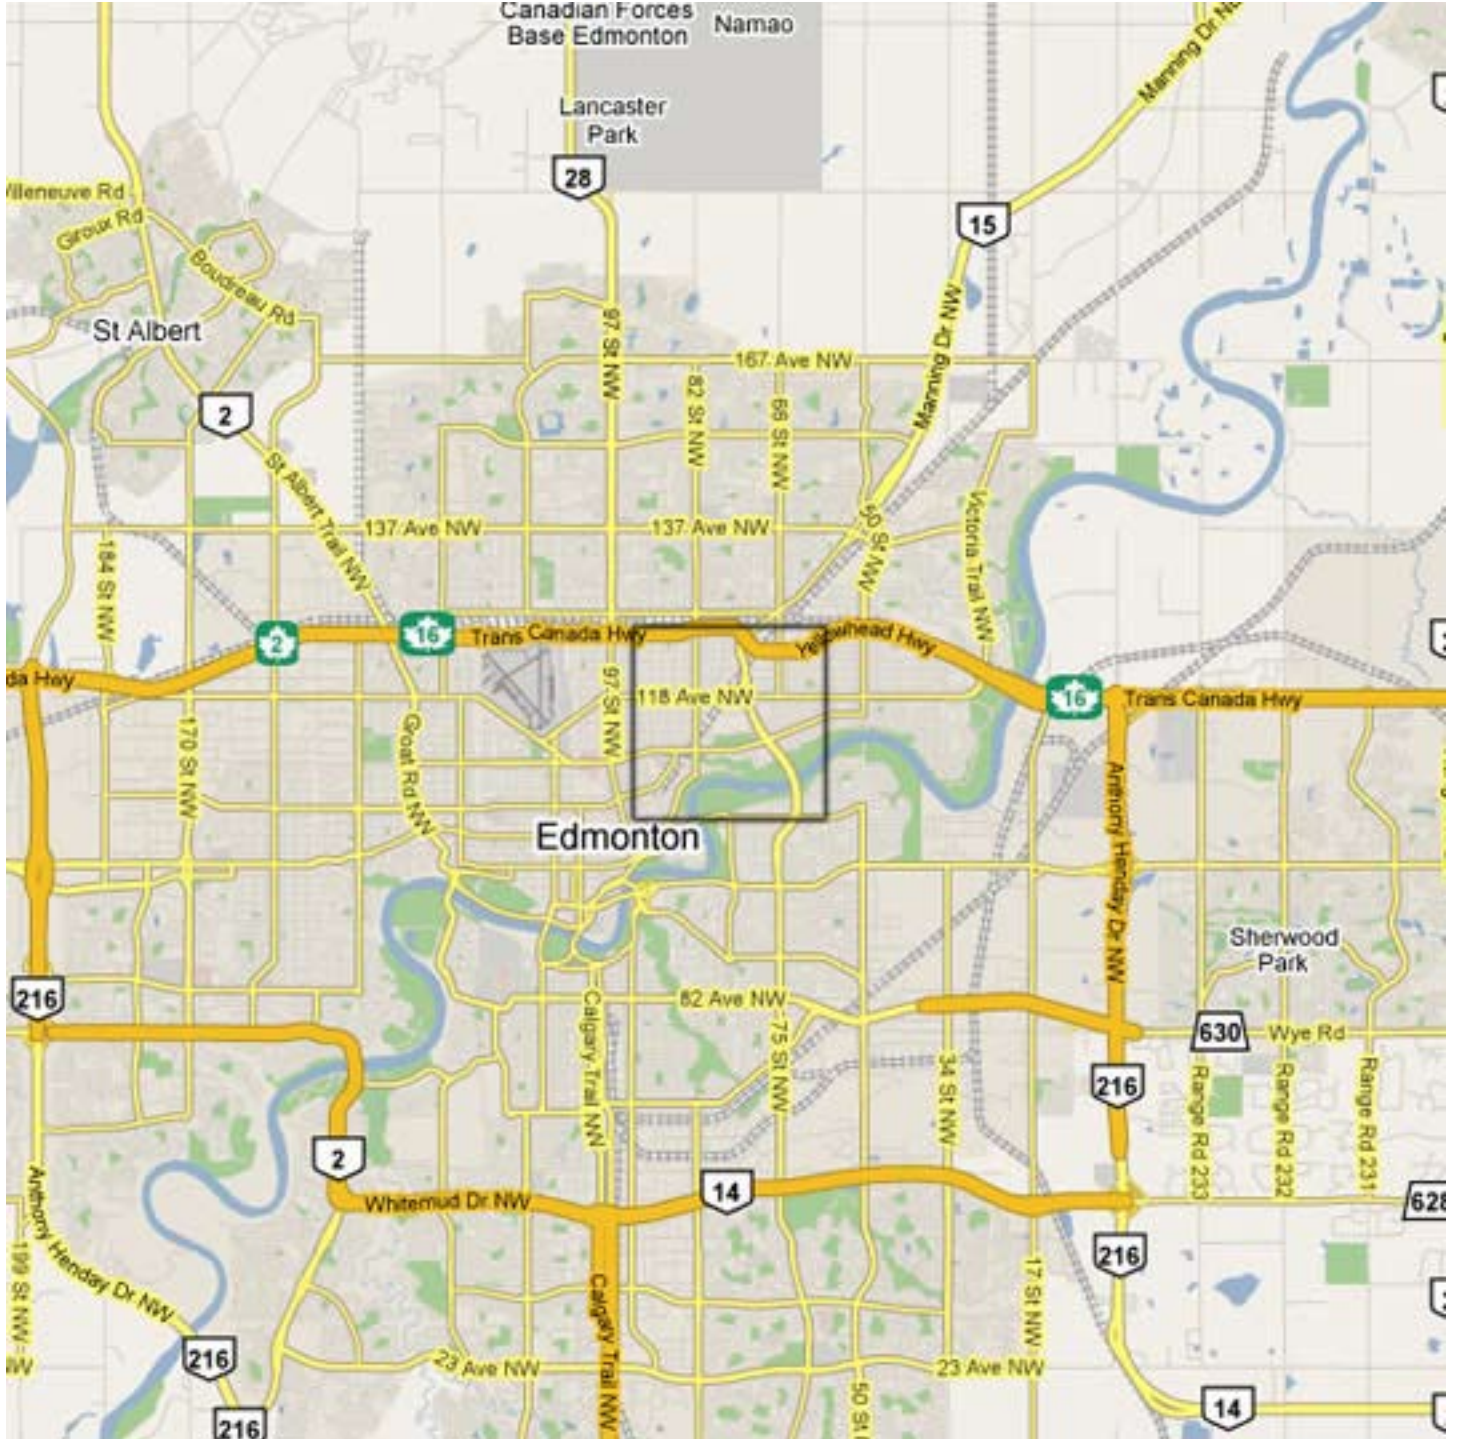 Canadian Forces
Base Edmonton
Namao
Lancaster
Park
28
Manning Dr
15
Villeneuve Rd
Giroux Rd
Boudreau Rd
St Albert
2
97 St NW
167 Ave NW
Manning Dr NW
82 St NW
66 St NW
St Albert Trail NW
137 Ave NW
137 Ave NW
50 St NW
Victoria Trail NW
184 St NW
2
16
Trans Canada Hwy
Yellowhead Hwy
da Hwy
97 St NW
118 Ave NW
16
Trans Canada Hwy
170 St NW
Groat Rd NW
Anthony Henday Dr NW
Edmonton
Sherwood
Park
216
82 Ave NW
Calgary Trail NW
75 St NW
34 St NW
630
Wye Rd
216
Range Rd 233
Range Rd 232
Range Rd 231
2
Whitemud Dr NW
14
628
Anthony Henday Dr NW
199 St NW
216
17 St NW
Calgary Trail NW
216
NW
23 Ave NW
23 Ave NW
50 St
216
14